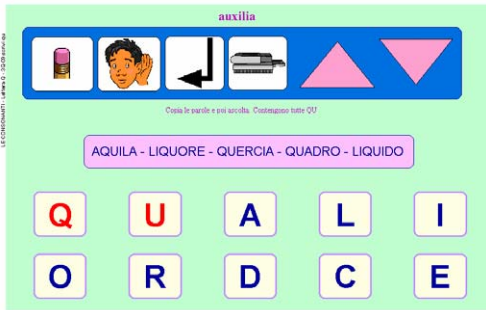 auxilia
Copia le parole e poi ascolta. Contengono tutte QU
AQUILA - LIQUORE - QUERCIA - QUADRO - LIQUIDO
Q U A L I
O R D C E